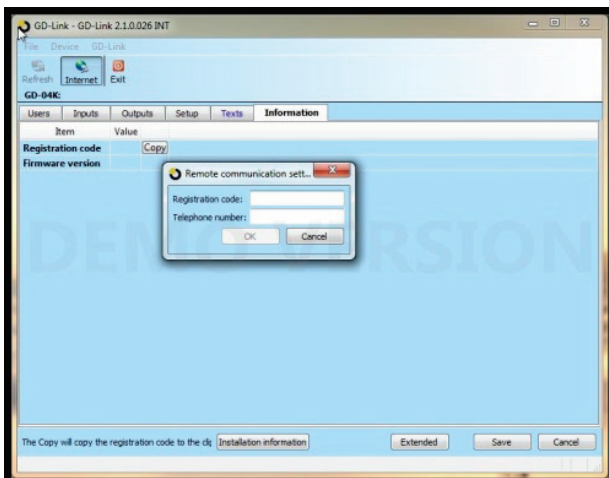 GD-Link - GD-Link 2.1.0.026 INT
File Device GD-Link
Refresh Internet Exit
GD-04K:
Users Inputs Outputs Setup Texts Information
Item Value
Registration code Copy
Firmware version
Remote communication sett...
Registration code:
Telephone number:
OK Cancel
DEMO VERSION
The Copy will copy the registration code to the cli Installation information Extended Save Cancel